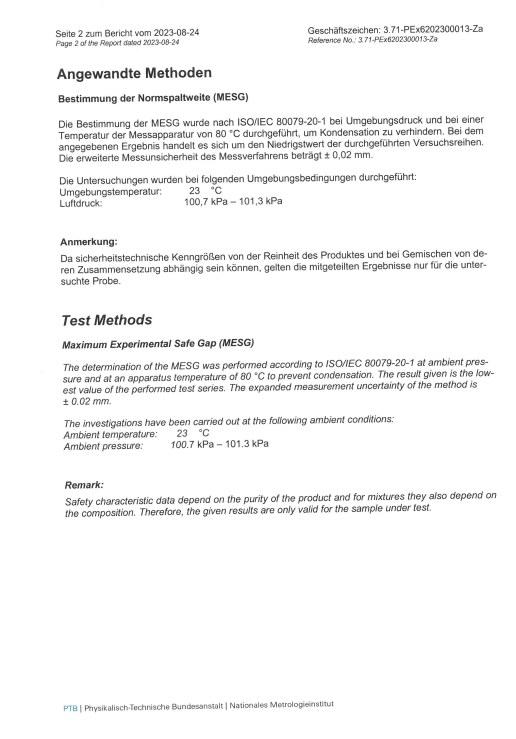 Seite 2 zum Bericht vom 2023-08-24
Page 2 of the Report dated 2023-08-24
Geschäftszeichen: 3.71-PEx6202300013-Za
Reference No.: 3.71-PEx6202300013-Za
Angewandte Methoden
Bestimmung der Normspaltweite (MESG)
Die Bestimmung der MESG wurde nach ISO/IEC 80079-20-1 bei Umgebungsdruck und bei einer
Temperatur der Messapparatur von 80 °C durchgeführt, um Kondensation zu verhindern. Bei dem
angegebenen Ergebnis handelt es sich um den Niedrigstwert der durchgeführten Versuchsreihen.
Die erweiterte Messunsicherheit des Messverfahrens beträgt ± 0,02 mm.
Die Untersuchungen wurden bei folgenden Umgebungsbedingungen durchgeführt:
Umgebungstemperatur: 23 °C
Luftdruck: 100,7 kPa – 101,3 kPa
Anmerkung:
Da sicherheitstechnische Kenngrößen von der Reinheit des Produktes und bei Gemischen von de-
ren Zusammensetzung abhängig sein können, gelten die mitgeteilten Ergebnisse nur für die unter-
suchte Probe.
Test Methods
Maximum Experimental Safe Gap (MESG)
The determination of the MESG was performed according to ISO/IEC 80079-20-1 at ambient pres-
sure and at an apparatus temperature of 80 °C to prevent condensation. The result given is the low-
est value of the performed test series. The expanded measurement uncertainty of the method is
± 0.02 mm.
The investigations have been carried out at the following ambient conditions:
Ambient temperature: 23 °C
Ambient pressure: 100.7 kPa – 101.3 kPa
Remark:
Safety characteristic data depend on the purity of the product and for mixtures they also depend on
the composition. Therefore, the given results are only valid for the sample under test.
PTB | Physikalisch-Technische Bundesanstalt | Nationales Metrologieinstitut